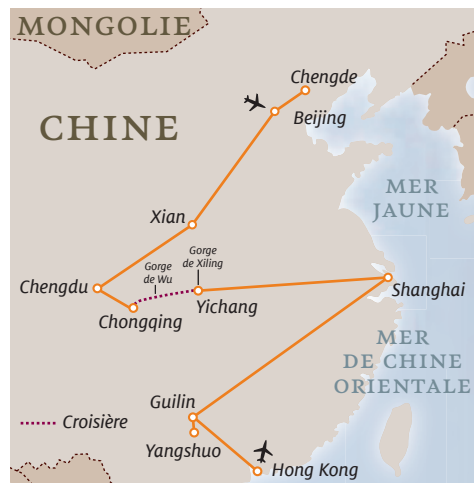 MONGOLIE
Chengde
Beijing
CHINE
MER
JAUNE
Xian
Gorge
de Wu
Gorge
de Xiling
Chengdu
Chongqing
Yichang
Shanghai
MER
DE CHINE
ORIENTALE
Guilin
Croisière
Yangshuo
Hong Kong